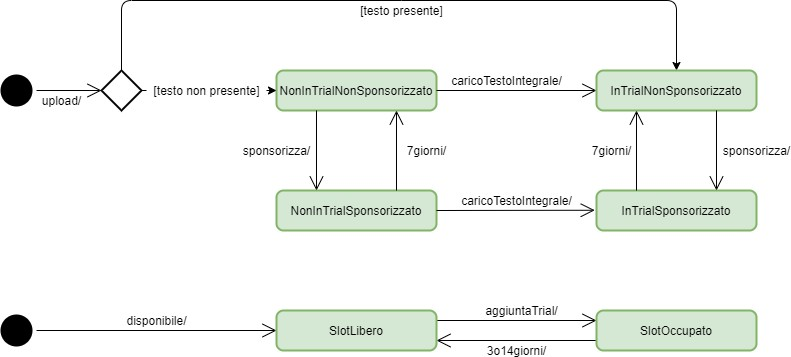 [testo presente]
upload/
[testo non presente]
NonInTrialNonSponsorizzato
caricoTestoIntegrale/
InTrialNonSponsorizzato
sponsorizza/
7giorni/
7giorni/
sponsorizza/
NonInTrialSponsorizzato
caricoTestoIntegrale/
InTrialSponsorizzato
disponibile/
SlotLibero
aggiuntaTrial/
SlotOccupato
3o14giorni/